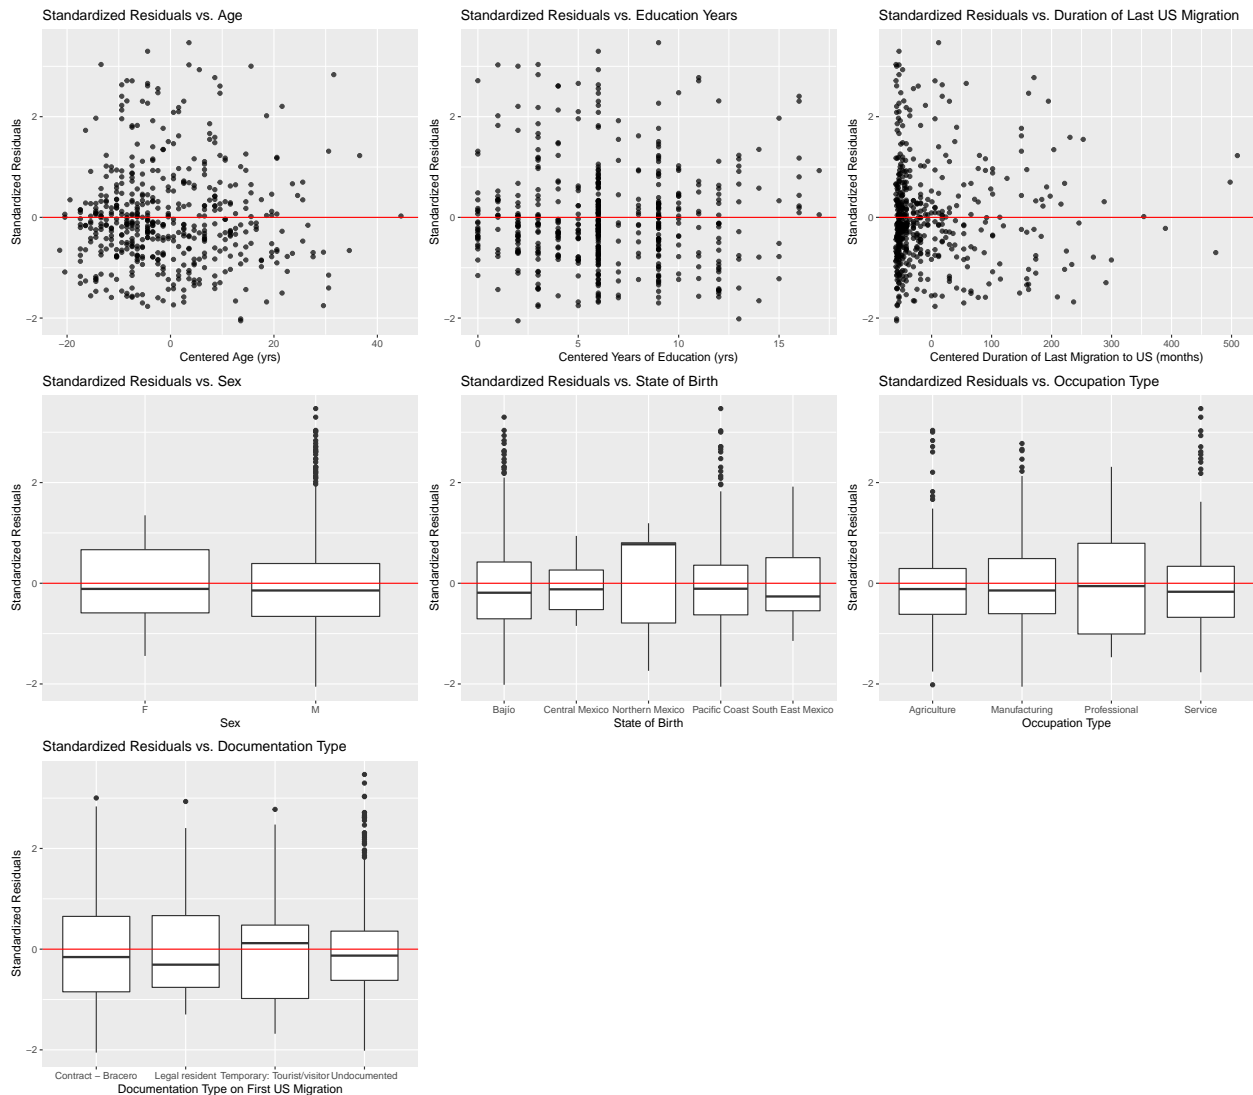 Standardized Residuals vs. Age
Standardized Residuals
2
0
−2
−20 0 20 40
Centered Age (yrs)
Standardized Residuals vs. Education Years
Standardized Residuals
2
0
−2
0 5 10 15
Centered Years of Education (yrs)
Standardized Residuals vs. Duration of Last US Migration
Standardized Residuals
2
0
−2
0 100 200 300 400 500
Centered Duration of Last Migration to US (months)
Standardized Residuals vs. Sex
Standardized Residuals
2
0
−2
F M
Sex
Standardized Residuals vs. State of Birth
Standardized Residuals
2
0
−2
Bajio Central Mexico Northern Mexico Pacific Coast South East Mexico
State of Birth
Standardized Residuals vs. Occupation Type
Standardized Residuals
2
0
−2
Agriculture Manufacturing Professional Service
Occupation Type
Standardized Residuals vs. Documentation Type
Standardized Residuals
2
0
−2
Contract − Bracero Legal resident Temporary: Tourist/visitor Undocumented
Documentation Type on First US Migration